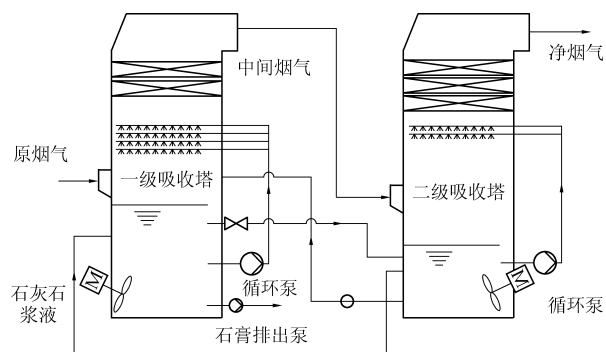 净烟气
中间烟气
原烟气
一级吸收塔
二级吸收塔
M
M
石灰石
浆液
循环泵
循环泵
石膏排出泵